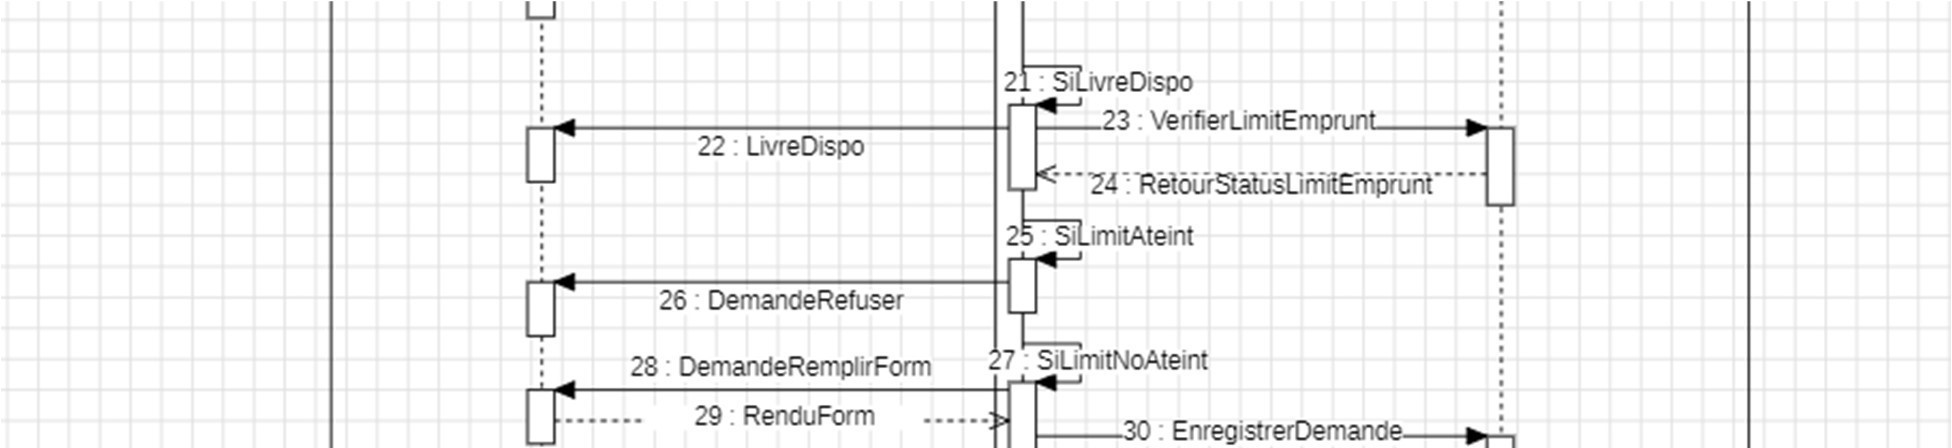 21 : SiLivreDispo
22 : LivreDispo
23 : VerifierLimitEmprunt
24 : RetourStatusLimitEmprunt
25 : SiLimitAteint
26 : DemandeRefuser
27 : SiLimitNoAteint
28 : DemandeRemplirForm
29 : RenduForm
30 : EnregistrerDemande